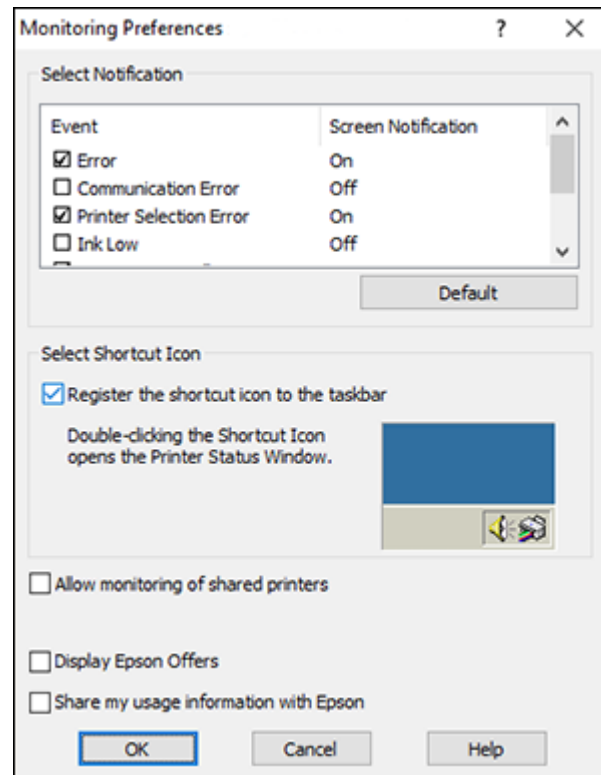 Monitoring Preferences ? ×
Select Notification
Event Screen Notification
Error On
Communication Error Off
Printer Selection Error On
Ink Low Off
Default
Select Shortcut Icon
Register the shortcut icon to the taskbar
Double-clicking the Shortcut Icon
opens the Printer Status Window.
Allow monitoring of shared printers
Display Epson Offers
Share my usage information with Epson
OK Cancel Help